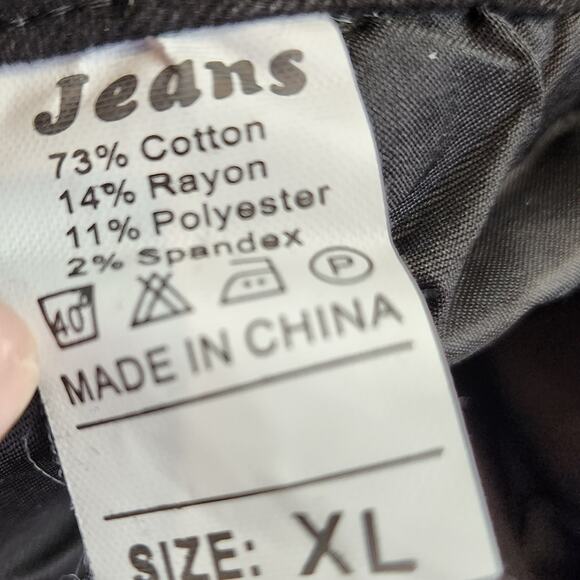 Jeans
73% Cotton
14% Rayon
11% Polyester
2% Spandex
40° P
MADE IN CHINA
SIZE: XL